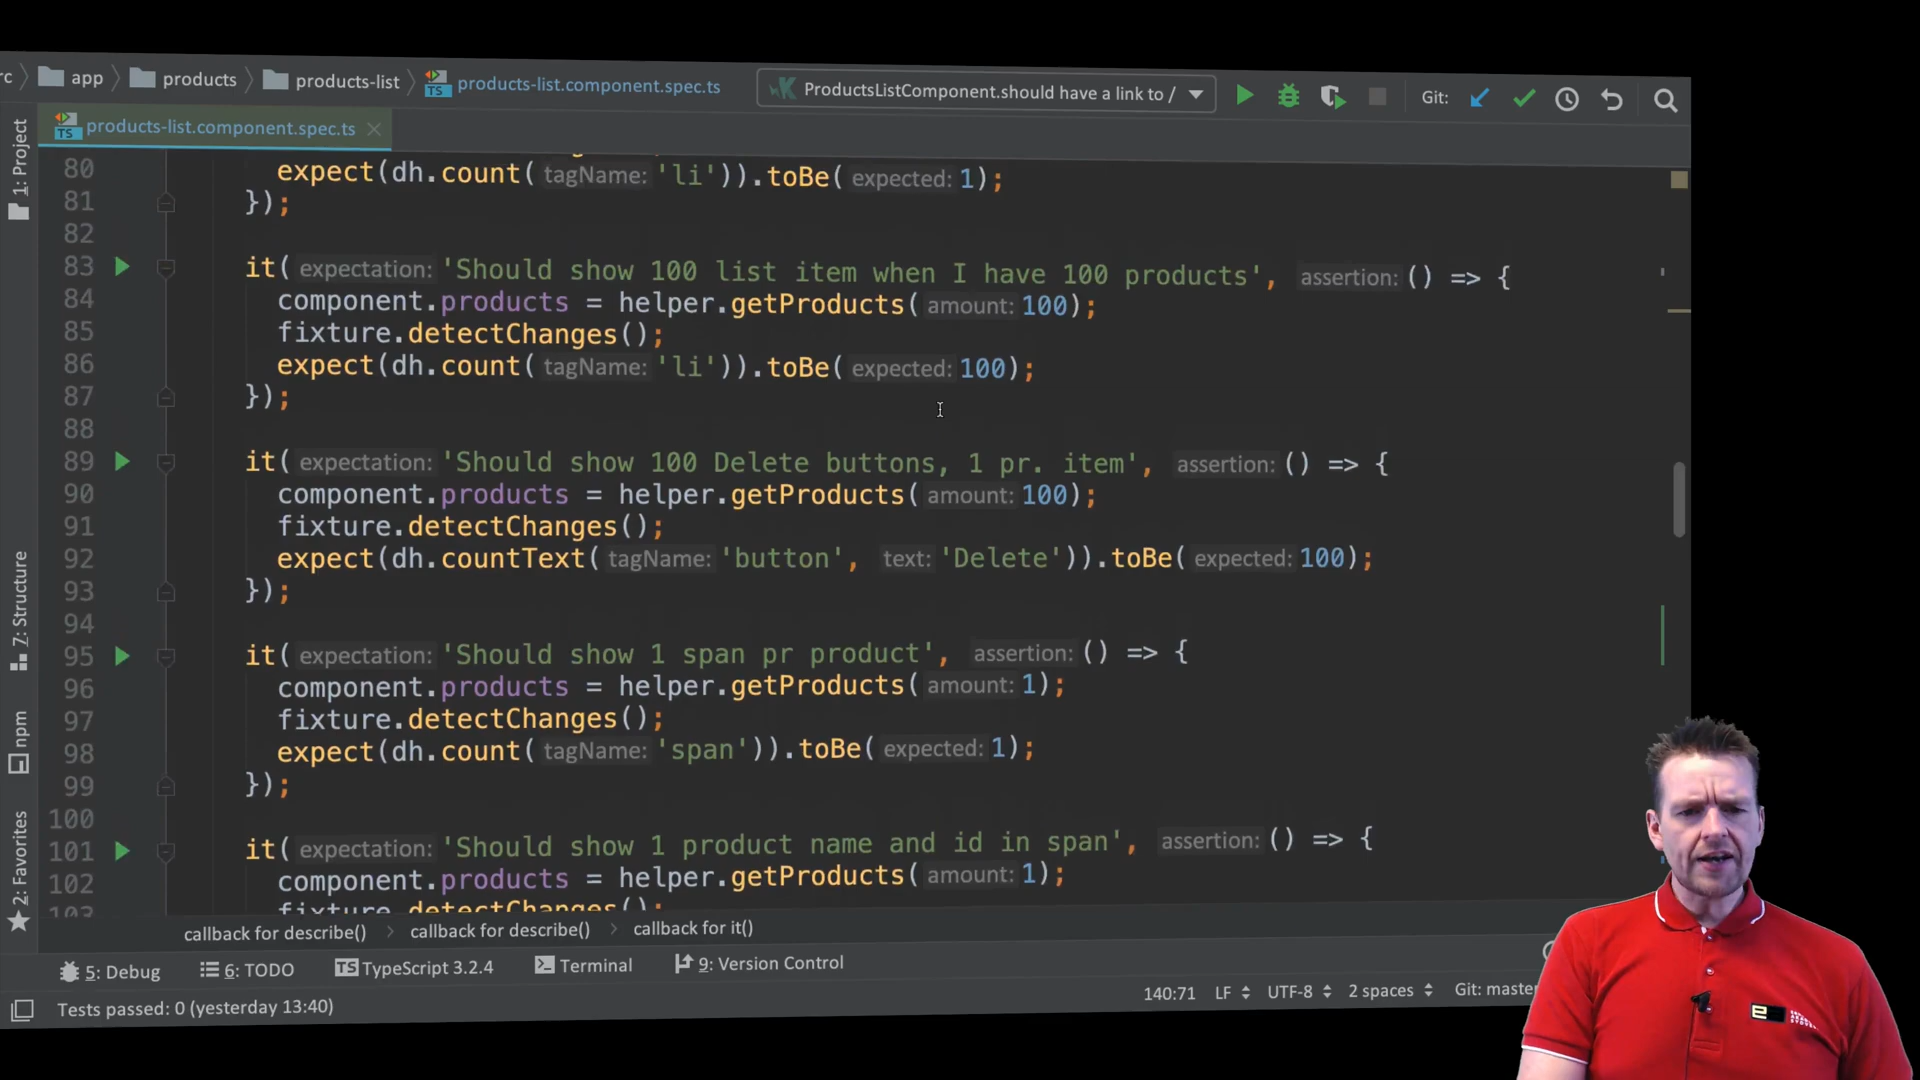 rc app products products-list products-list.component.spec.ts ProductsListComponent.should have a link to / Git:
products-list.component.spec.ts
1: Project
7: Structure
npm
2: Favorites
80 expect(dh.count( tagName: 'li')).toBe( expected: 1);
81 });
82
83 it( expectation: 'Should show 100 list item when I have 100 products', assertion: () => {
84 component.products = helper.getProducts( amount: 100);
85 fixture.detectChanges();
86 expect(dh.count( tagName: 'li')).toBe( expected: 100);
87 });
88
89 it( expectation: 'Should show 100 Delete buttons, 1 pr. item', assertion: () => {
90 component.products = helper.getProducts( amount: 100);
91 fixture.detectChanges();
92 expect(dh.countText( tagName: 'button', text: 'Delete')).toBe( expected: 100);
93 });
94
95 it( expectation: 'Should show 1 span pr product', assertion: () => {
96 component.products = helper.getProducts( amount: 1);
97 fixture.detectChanges();
98 expect(dh.count( tagName: 'span')).toBe( expected: 1);
99 });
100
101 it( expectation: 'Should show 1 product name and id in span', assertion: () => {
102 component.products = helper.getProducts( amount: 1);
103 fixture.detectChanges();
callback for describe() callback for describe() callback for it()
5: Debug 6: TODO TypeScript 3.2.4 Terminal 9: Version Control
Tests passed: 0 (yesterday 13:40) 140:71 LF UTF-8 2 spaces Git: master